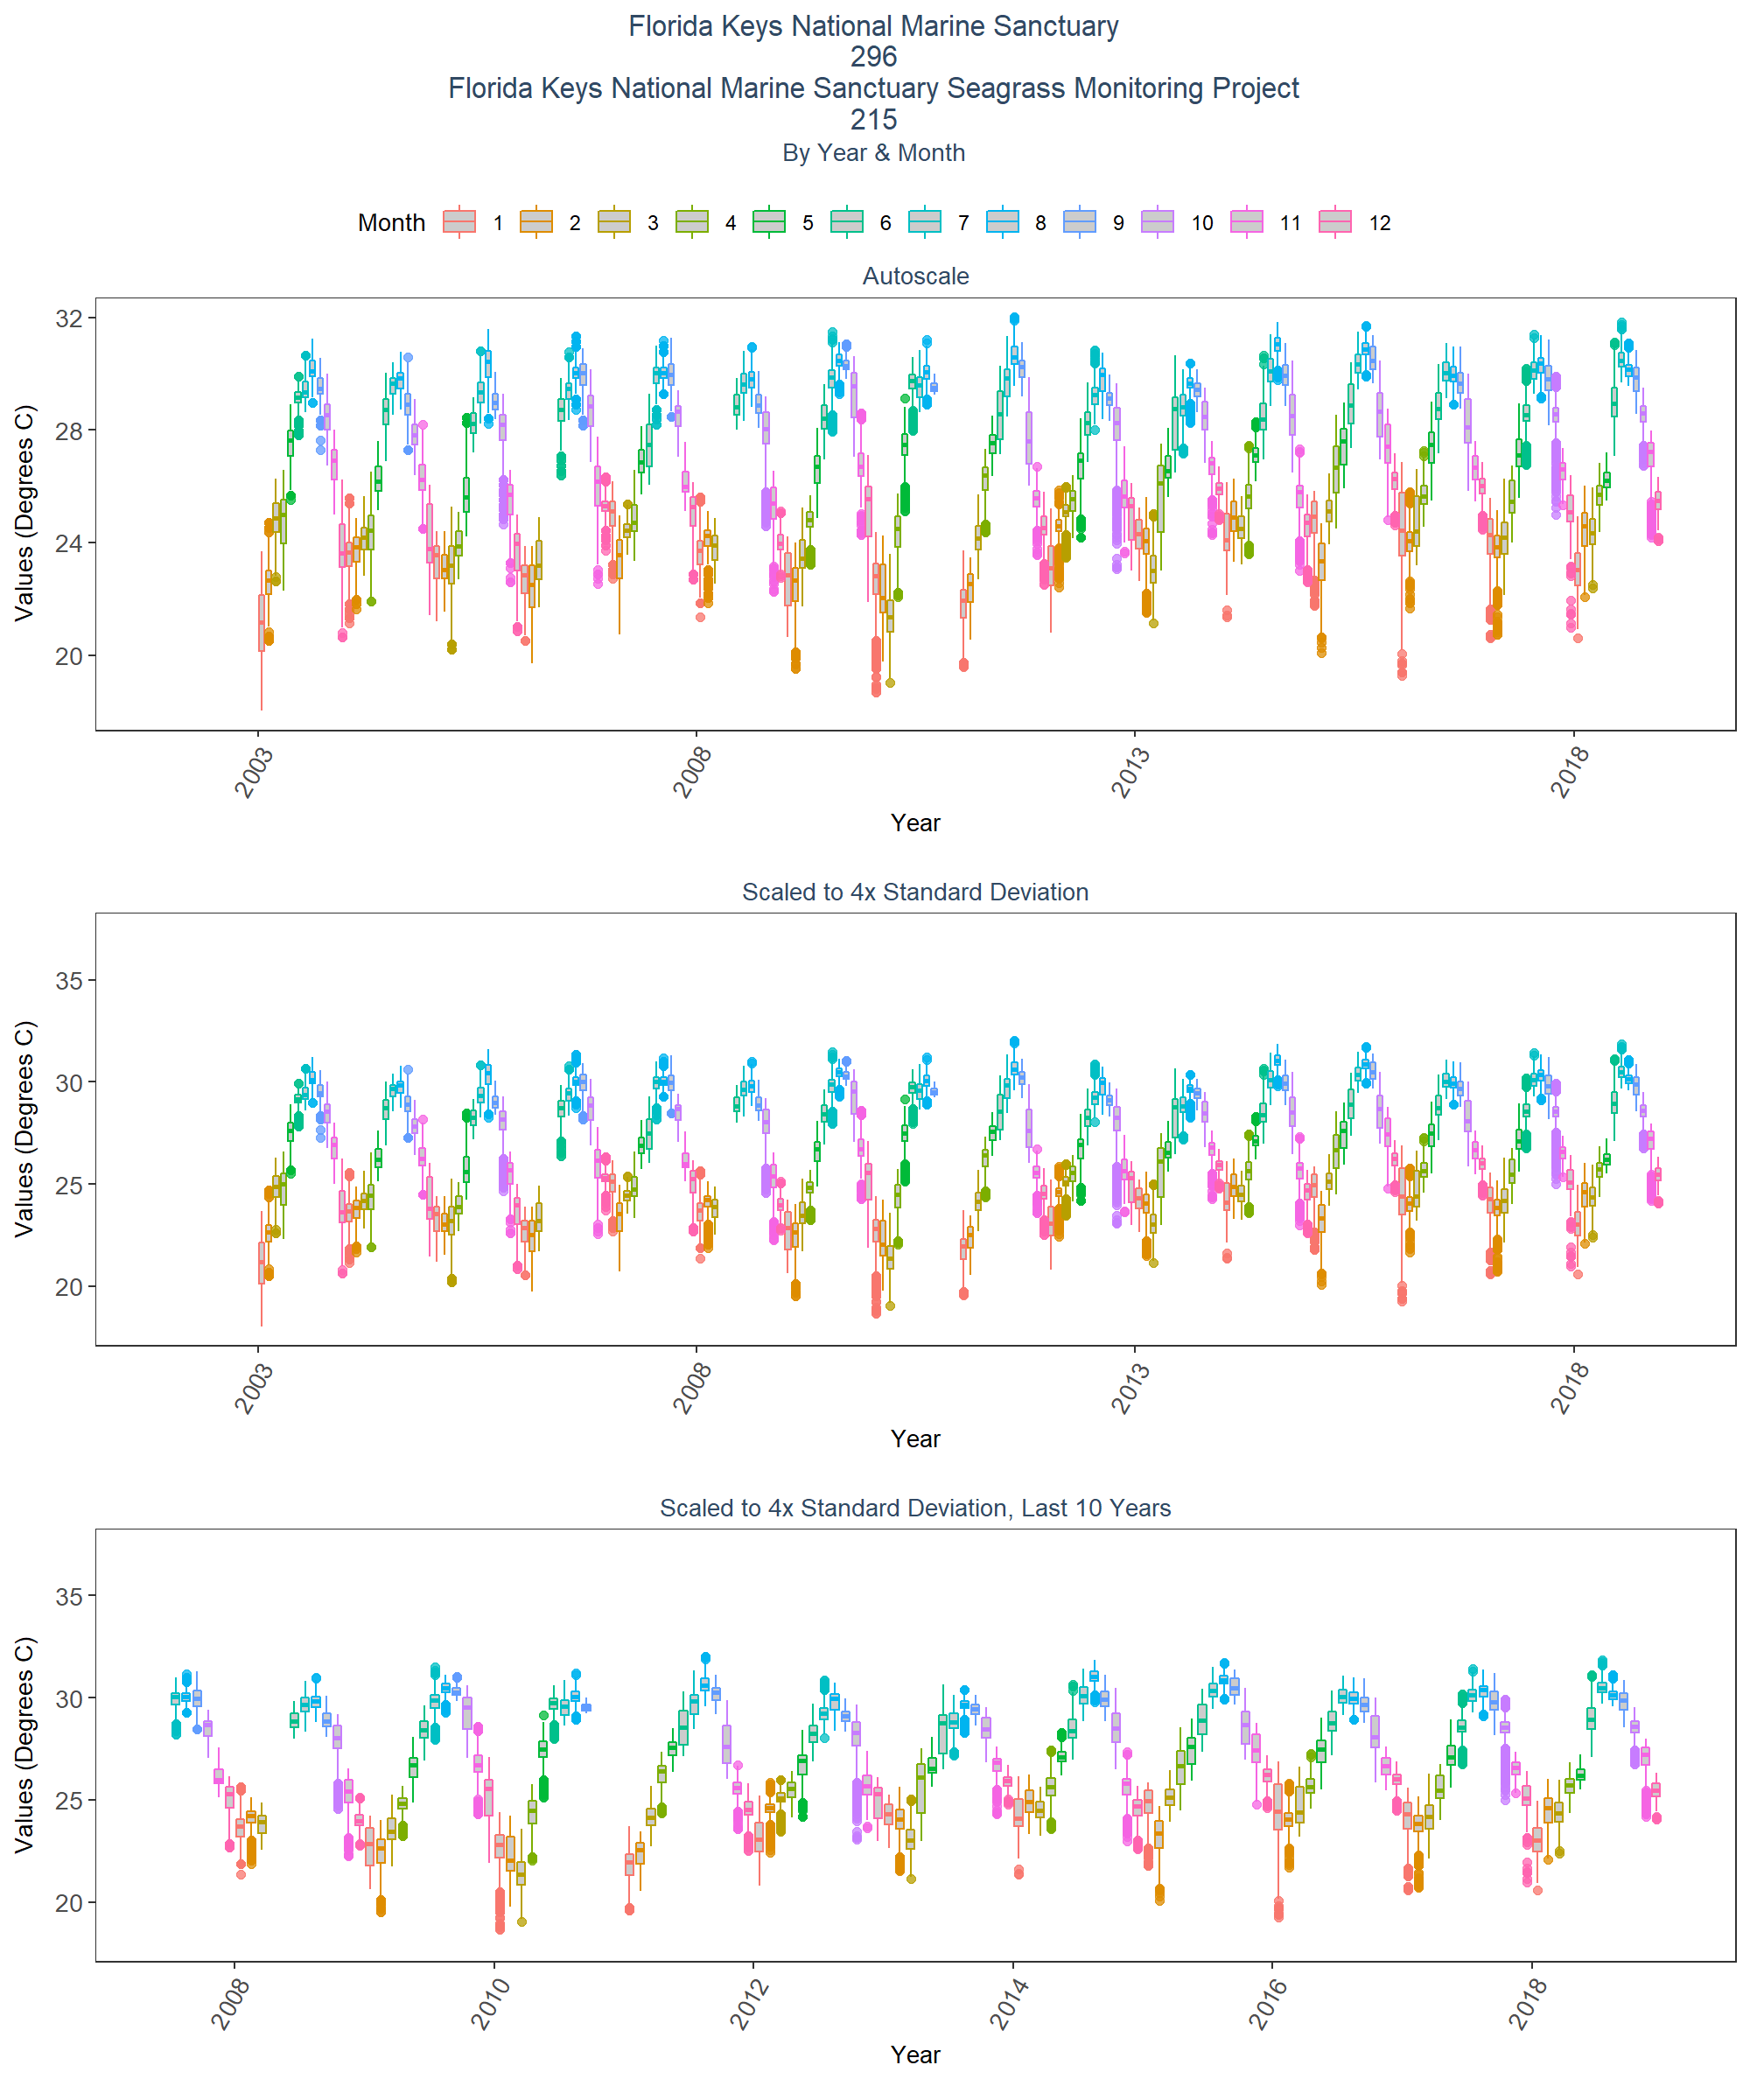 Florida Keys National Marine Sanctuary
296
Florida Keys National Marine Sanctuary Seagrass Monitoring Project
215
By Year & Month
Month 1 2 3 4 5 6 7 8 9 10 11 12
Autoscale
Values (Degrees C)
32
28
24
20
2003 2008 2013 2018
Year
Scaled to 4x Standard Deviation
Values (Degrees C)
35
30
25
20
2003 2008 2013 2018
Year
Scaled to 4x Standard Deviation, Last 10 Years
Values (Degrees C)
35
30
25
20
2008 2010 2012 2014 2016 2018
Year